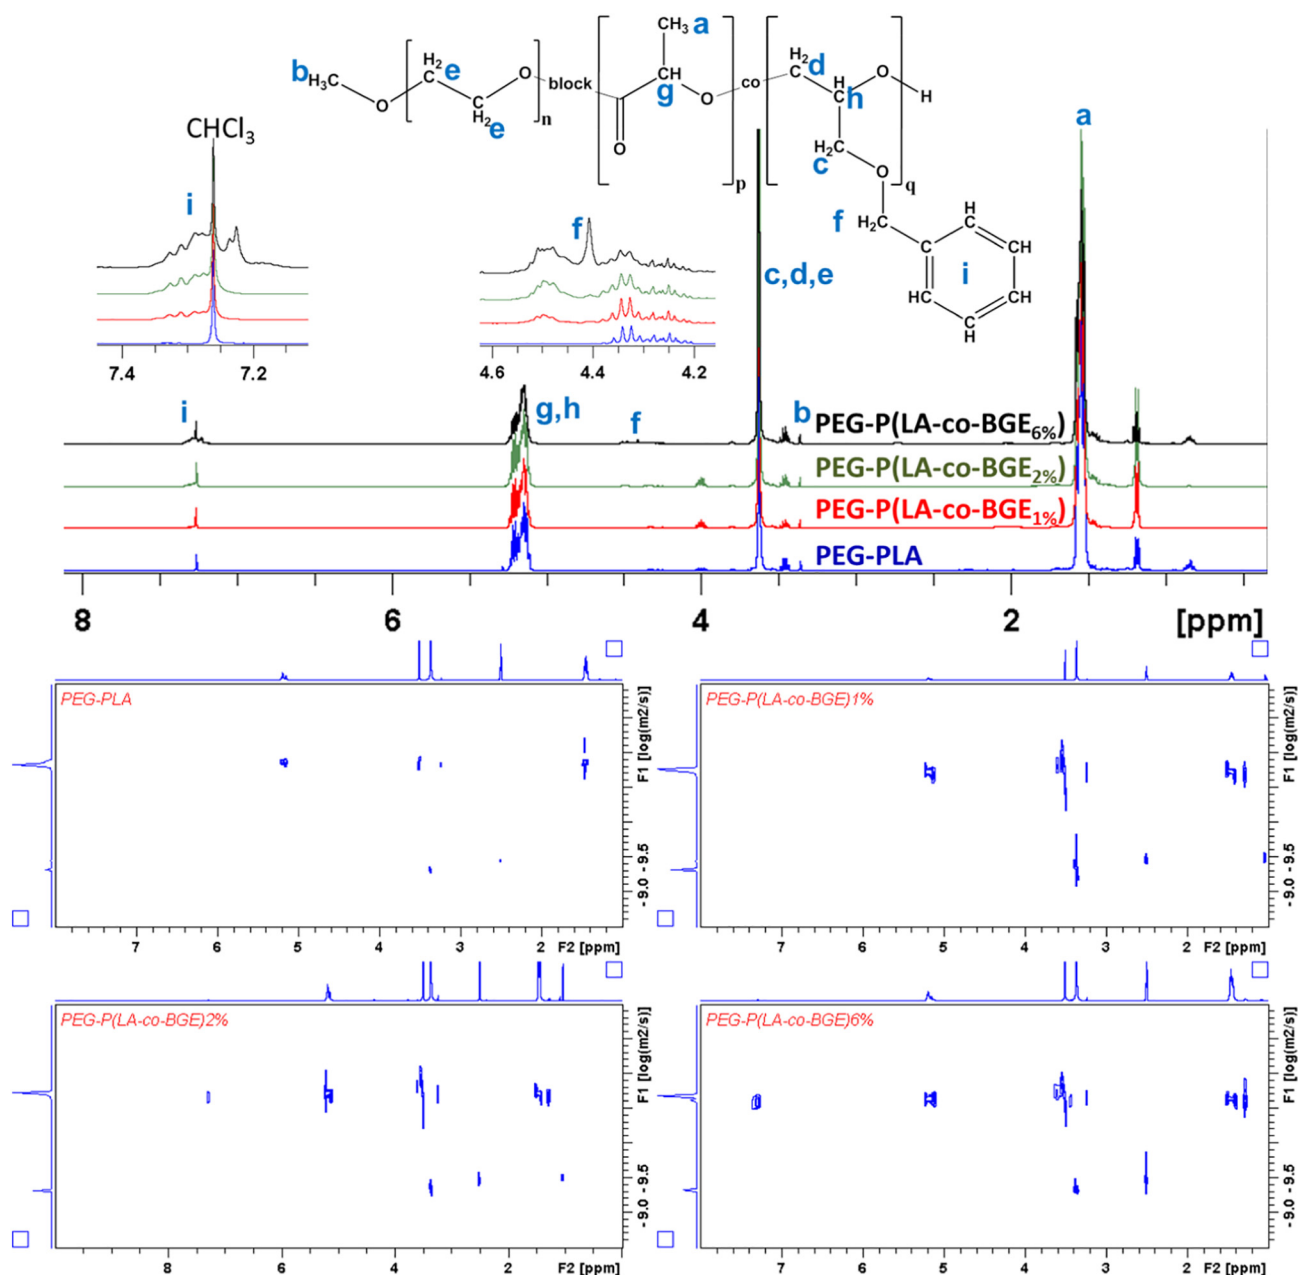 CH₃ a
H₂ e
b H₃C
O
H₂ e
O
n
block
O
CH
g
O
p
co
H₂ d
H
h
O
H
H₂C
c
O
q
f H₂C
H
CH
CH
H
CH
H
i
CHCl₃
i
7.4 7.2
f
4.6 4.4 4.2
c,d,e
a
i
g,h
f
b
PEG-P(LA-co-BGE6%)
PEG-P(LA-co-BGE2%)
PEG-P(LA-co-BGE1%)
PEG-PLA
8 6 4 2 [ppm]
PEG-PLA
F1 [log(m2/s)]
- 9.5
- 9.0
7 6 5 4 3 2 F2 [ppm]
PEG-P(LA-co-BGE)1%
F1 [log(m2/s)]
- 9.5
- 9.0
7 6 5 4 3 2 F2 [ppm]
PEG-P(LA-co-BGE)2%
F1 [log(m2/s)]
- 9.5
- 9.0
8 6 4 2 F2 [ppm]
PEG-P(LA-co-BGE)6%
F1 [log(m2/s)]
- 9.5
- 9.0
7 6 5 4 3 2 F2 [ppm]